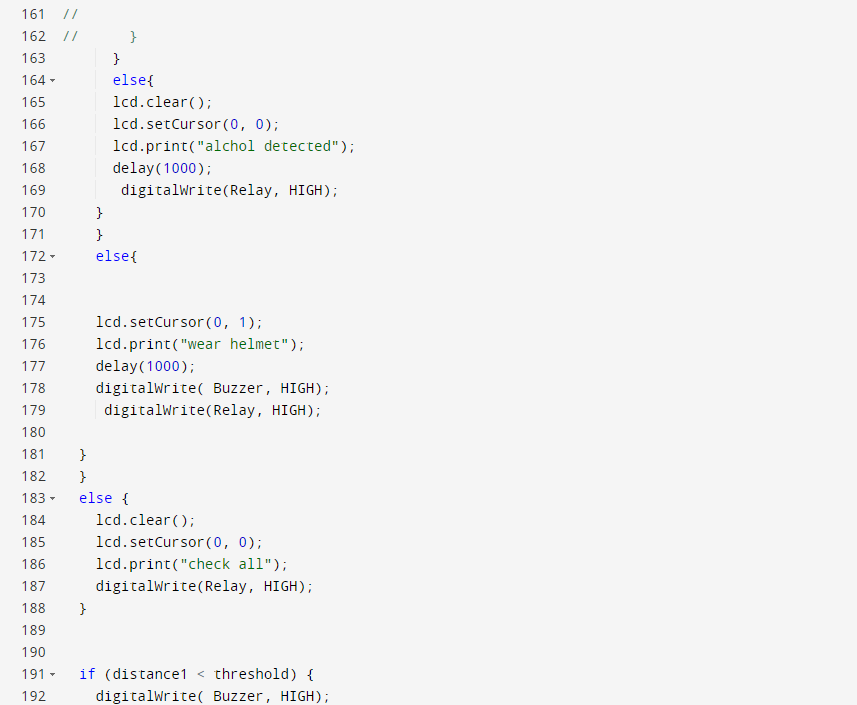 161 //
162 //      }
163       }
164       else{
165       lcd.clear();
166       lcd.setCursor(0, 0);
167       lcd.print("alchol detected");
168       delay(1000);
169        digitalWrite(Relay, HIGH);
170     }
171     }
172     else{
173
174
175     lcd.setCursor(0, 1);
176     lcd.print("wear helmet");
177     delay(1000);
178     digitalWrite( Buzzer, HIGH);
179      digitalWrite(Relay, HIGH);
180
181   }
182   }
183   else {
184     lcd.clear();
185     lcd.setCursor(0, 0);
186     lcd.print("check all");
187     digitalWrite(Relay, HIGH);
188   }
189
190
191   if (distance1 < threshold) {
192     digitalWrite( Buzzer, HIGH);